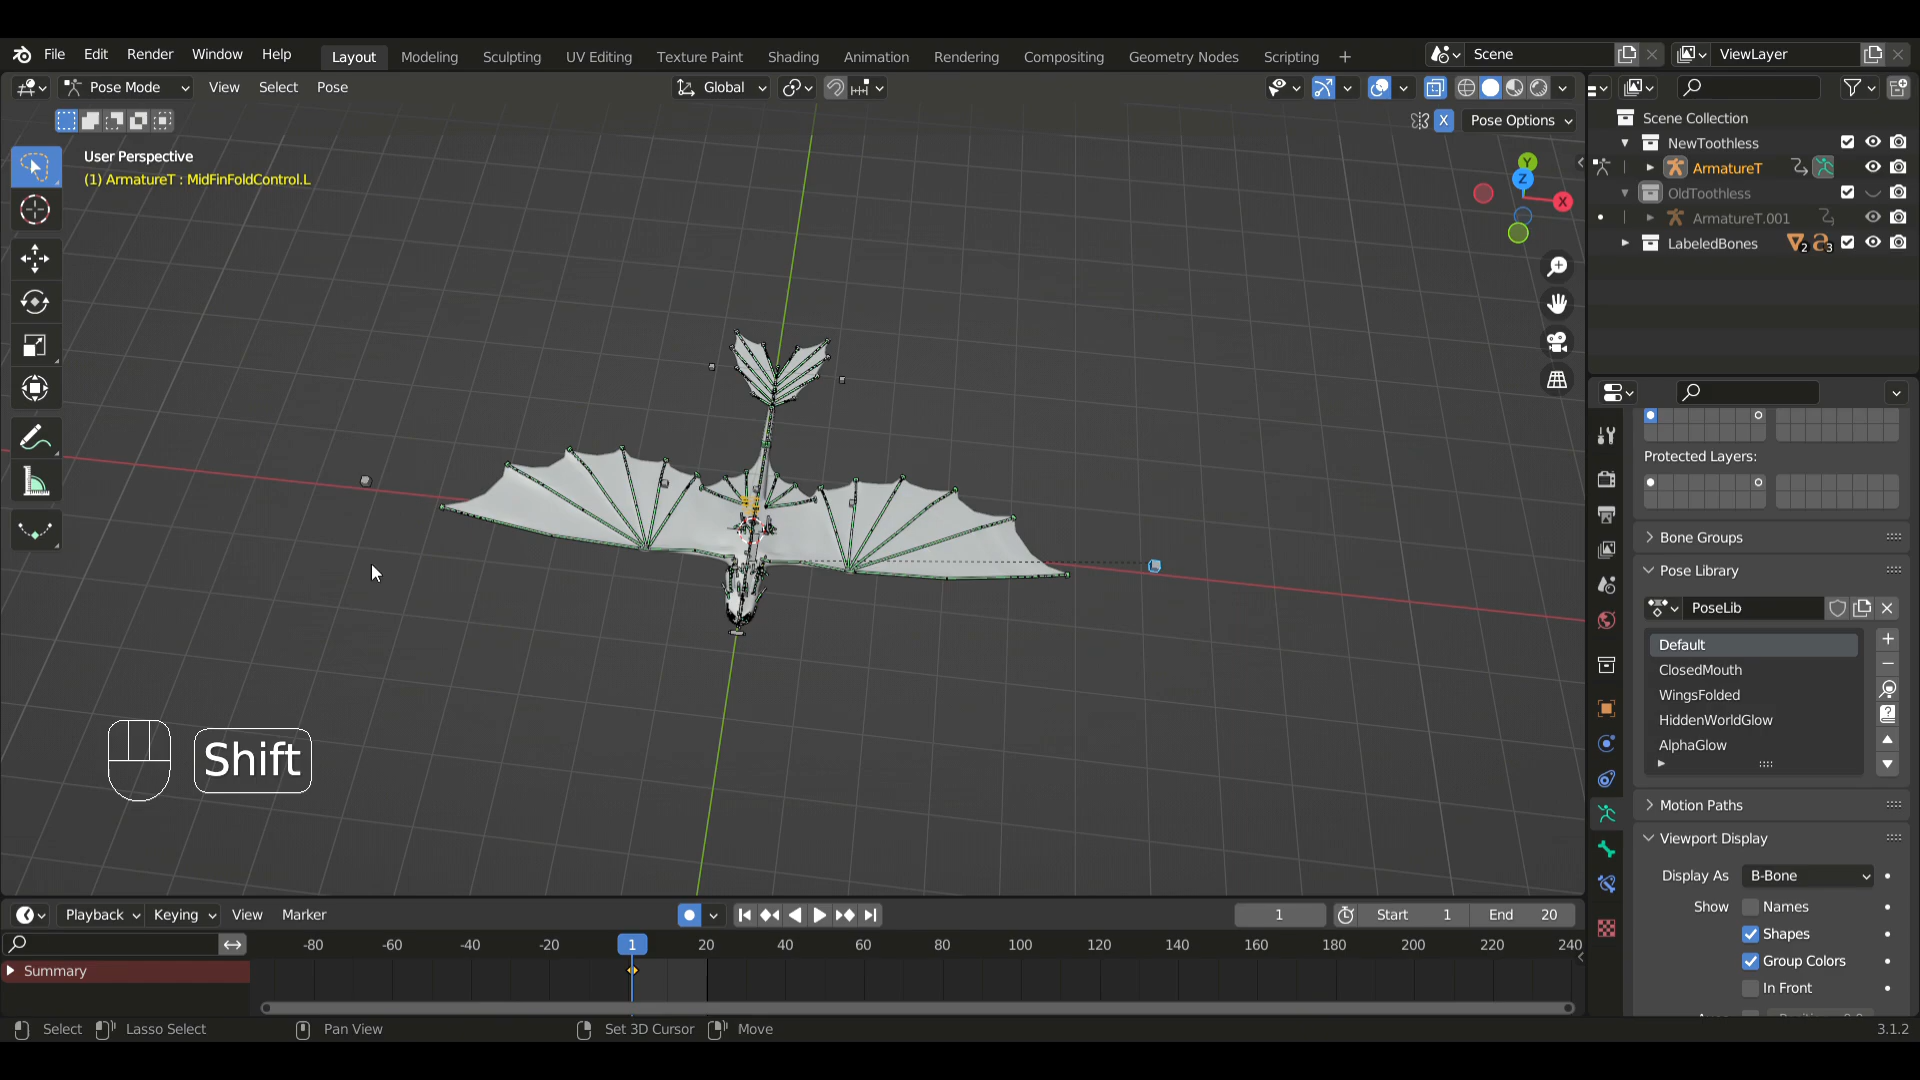 File Edit Render Window Help Layout Modeling Sculpting UV Editing Texture Paint Shading Animation Rendering Compositing Geometry Nodes Scripting + Scene ViewLayer
Pose Mode View Select Pose Global
X Pose Options
Scene Collection
NewToothless
ArmatureT
OldToothless
ArmatureT.001
LabeledBones 2 3
User Perspective
(1) ArmatureT : MidFinFoldControl.L
Y
Z
X
Protected Layers:
Bone Groups
Pose Library
PoseLib
Default
ClosedMouth
WingsFolded
HiddenWorldGlow
AlphaGlow
Motion Paths
Viewport Display
Display As B-Bone
Show Names
Shapes
Group Colors
In Front
Shift
Playback Keying View Marker 1 Start 1 End 20
-80 -60 -40 -20 1 20 40 60 80 100 120 140 160 180 200 220 240
Summary
Select Lasso Select Pan View Set 3D Cursor Move 3.1.2